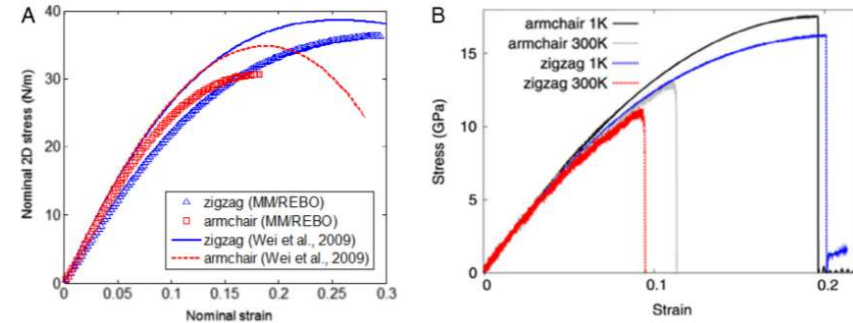 A
Nominal 2D stress (N/m)
40
30
20
10
0
zigzag (MM/REBO)
armchair (MM/REBO)
zigzag (Wei et al., 2009)
armchair (Wei et al., 2009)
0
0.05
0.1
0.15
0.2
0.25
0.3
Nominal strain
B
Stress (GPa)
15
10
5
0
armchair 1K
armchair 300K
zigzag 1K
zigzag 300K
0
0.1
0.2
Strain